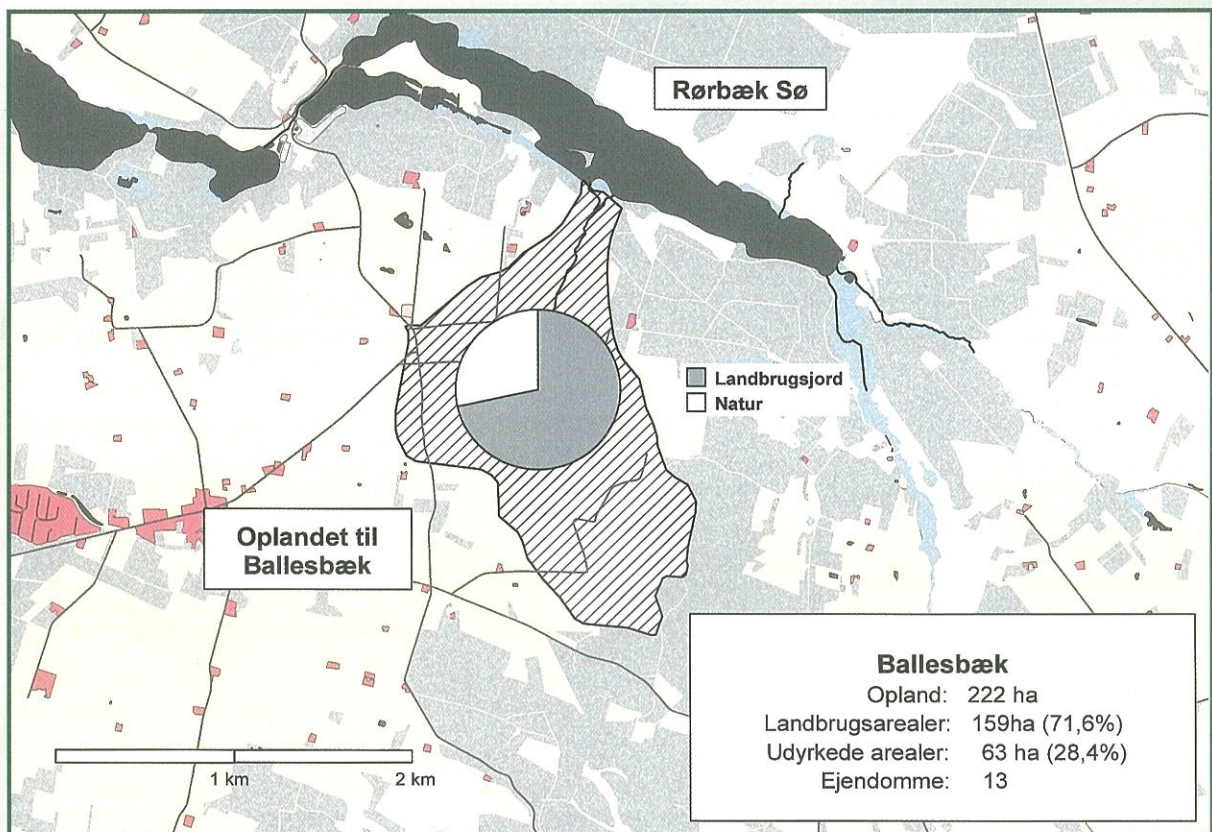 Rørbæk Sø
Landbrugsjord
Natur
Oplandet til
Ballesbæk
Ballesbæk
Opland: 222 ha
Landbrugsarealer: 159ha (71,6%)
Udyrkede arealer: 63 ha (28,4%)
Ejendomme: 13
1 km
2 km